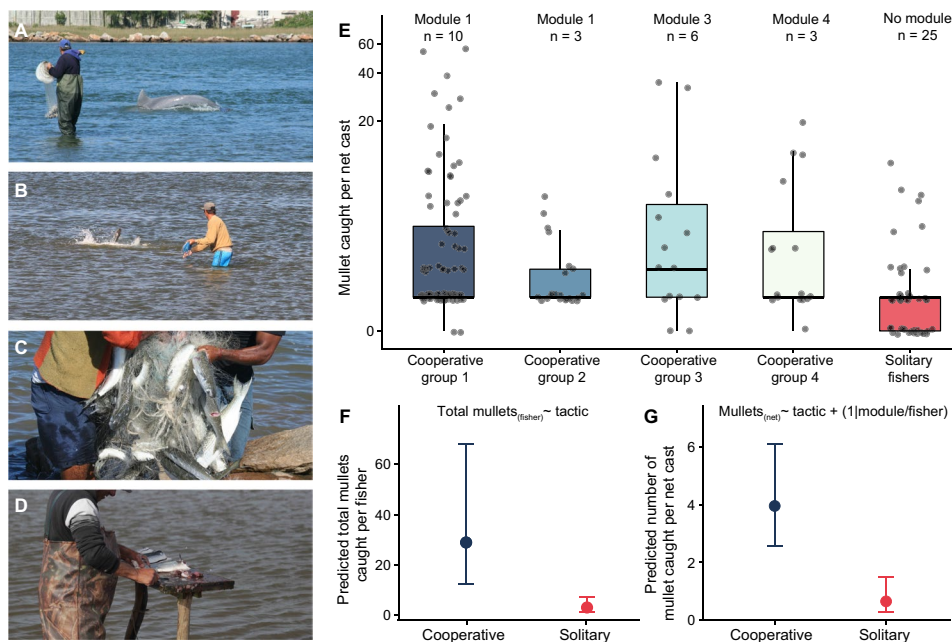 A
B
C
D
E
Module 1
n = 10
Module 1
n = 3
Module 3
n = 6
Module 4
n = 3
No module
n = 25
Mullet caught per net cast
60
40
20
0
Cooperative
group 1
Cooperative
group 2
Cooperative
group 3
Cooperative
group 4
Solitary
fishers
F
Total mullets(fisher)~ tactic
Predicted total mullets
caught per fisher
60
40
20
0
Cooperative
Solitary
G
Mullets(net)~ tactic + (1|module/fisher)
Predicted number of
mullet caught per net cast
6
4
2
0
Cooperative
Solitary